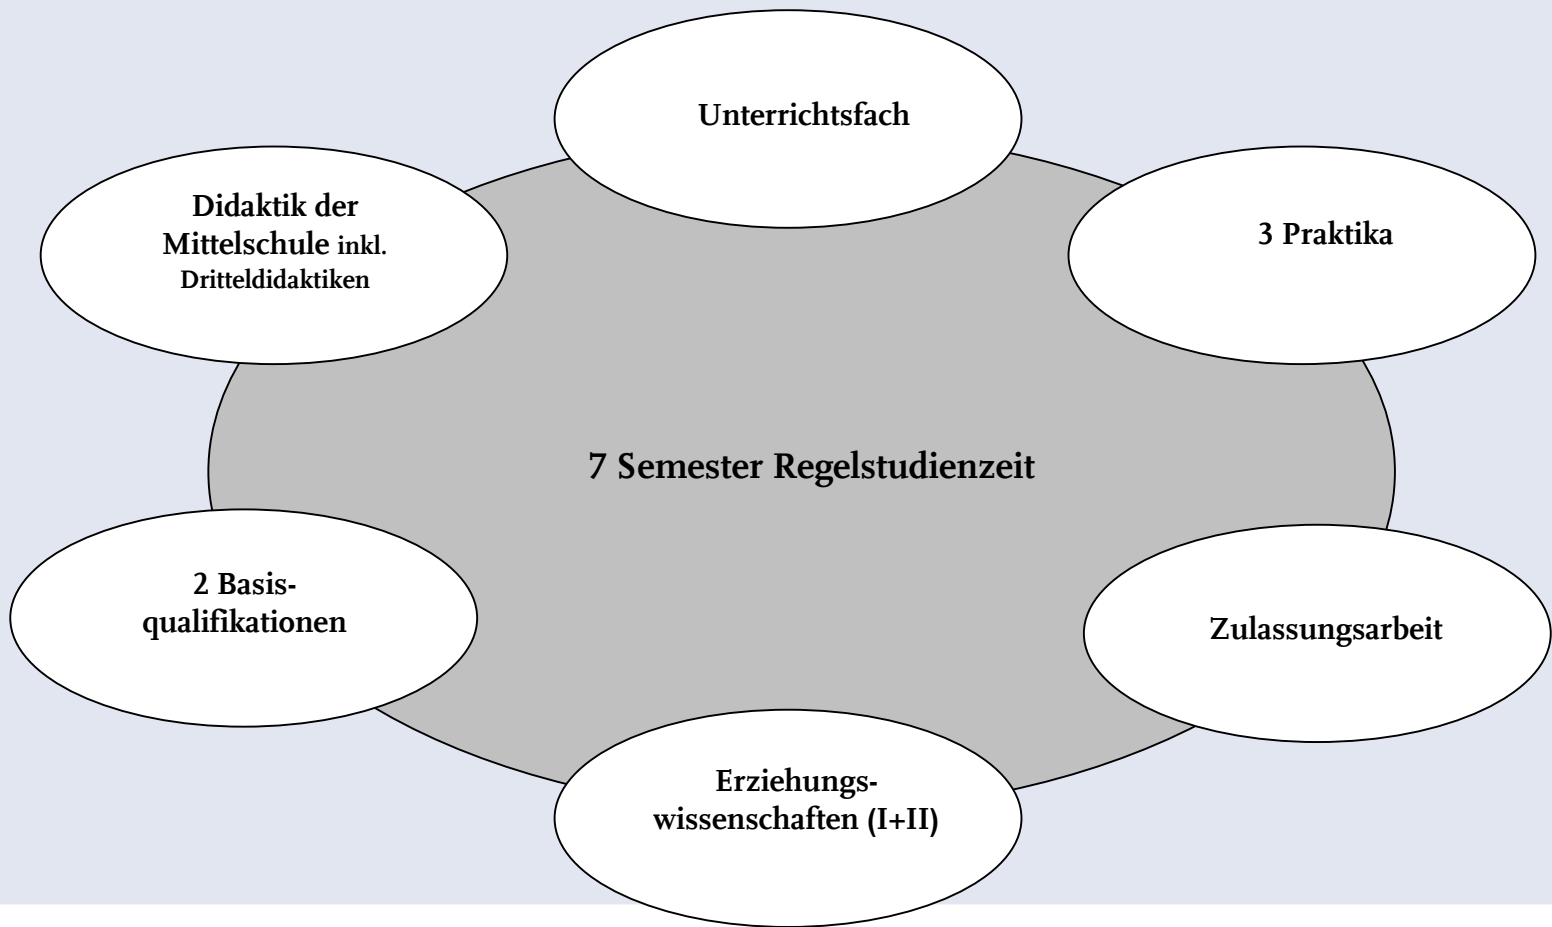 Unterrichtsfach
Didaktik der
Mittelschule inkl.
Dritteldidaktiken
3 Praktika
7 Semester Regelstudienzeit
2 Basis-
qualifikationen
Zulassungsarbeit
Erziehungs-
wissenschaften (I+II)